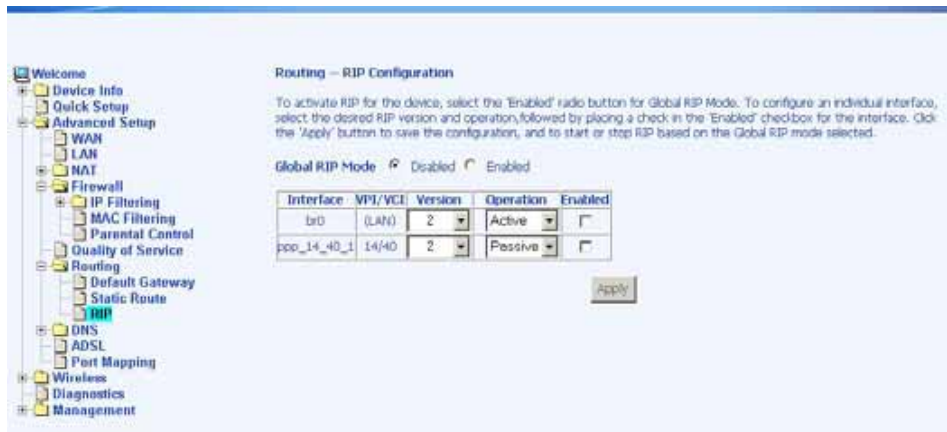 Welcome
Device Info
Quick Setup
Advanced Setup
WAN
LAN
NAT
Firewall
IP Filtering
MAC Filtering
Parental Control
Quality of Service
Routing
Default Gateway
Static Route
RIP
DNS
ADSL
Port Mapping
Wireless
Diagnostics
Management
Routing -- RIP Configuration
To activate RIP for the device, select the 'Enabled' radio button for Global RIP Mode. To configure an individual interface,
select the desired RIP version and operation,followed by placing a check in the 'Enabled' checkbox for the interface. Click
the 'Apply' button to save the configuration, and to start or stop RIP based on the Global RIP mode selected.
Global RIP Mode Disabled Enabled
Interface VPI/VCI Version Operation Enabled
br0 (LAN) 2 Active
ppp_14_40_1 14/40 2 Passive
Apply